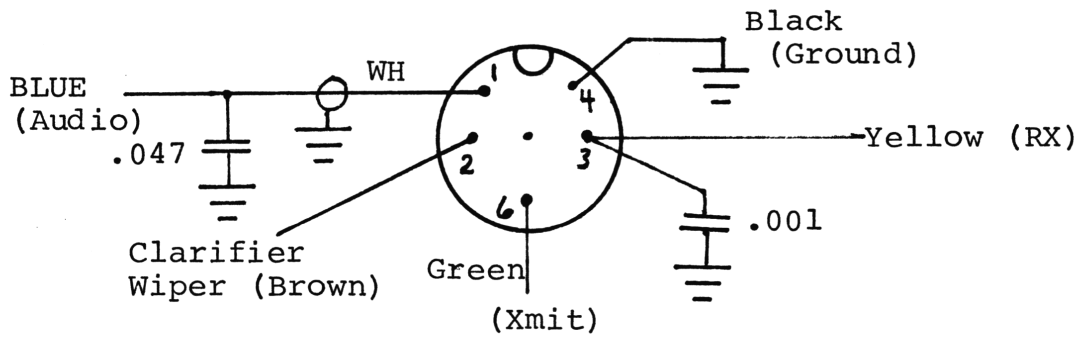 Black
(Ground)
WH
BLUE
(Audio)
.047
1
4
2
3
6
Yellow (RX)
.001
Clarifier
Wiper (Brown)
Green
(Xmit)